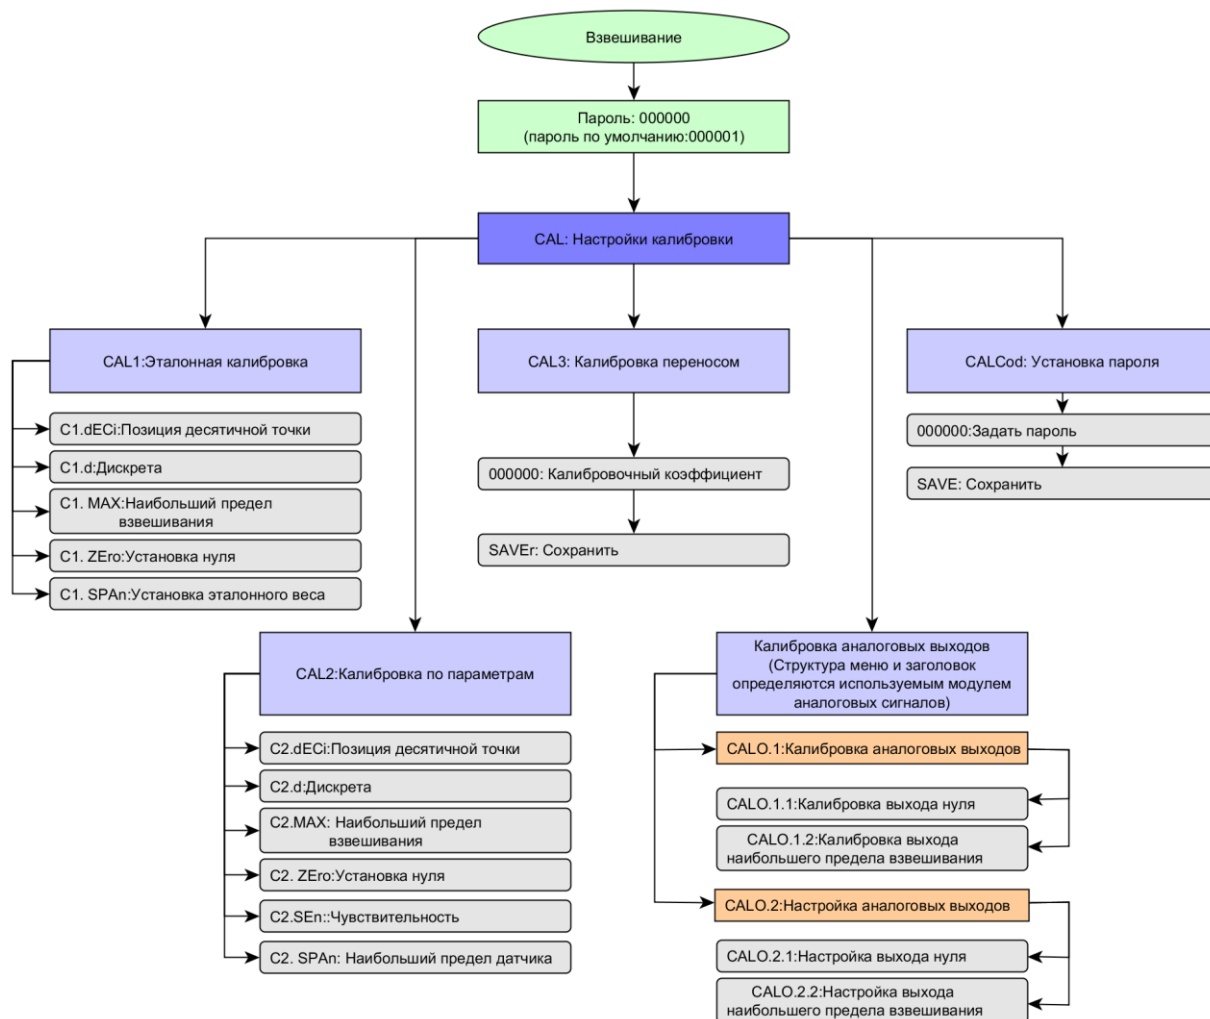 Взвешивание
Пароль: 000000
(пароль по умолчанию:000001)
CAL: Настройки калибровки
CAL1:Эталонная калибровка
C1.dECi:Позиция десятичной точки
C1.d:Дискрета
C1. MAX:Наибольший предел
взвешивания
C1. ZEro:Установка нуля
C1. SPAn:Установка эталонного веса
CAL3: Калибровка переносом
000000: Калибровочный коэффициент
SAVEr: Сохранить
CALCod: Установка пароля
000000:Задать пароль
SAVE: Сохранить
CAL2:Калибровка по параметрам
C2.dECi:Позиция десятичной точки
C2.d:Дискрета
C2.MAX: Наибольший предел
взвешивания
C2. ZEro:Установка нуля
C2.SEn::Чувствительность
C2. SPAn: Наибольший предел датчика
Калибровка аналоговых выходов
(Структура меню и заголовок
определяются используемым модулем
аналоговых сигналов)
CALO.1:Калибровка аналоговых выходов
CALO.1.1:Калибровка выхода нуля
CALO.1.2:Калибровка выхода
наибольшего предела взвешивания
CALO.2:Настройка аналоговых выходов
CALO.2.1:Настройка выхода нуля
CALO.2.2:Настройка выхода
наибольшего предела взвешивания